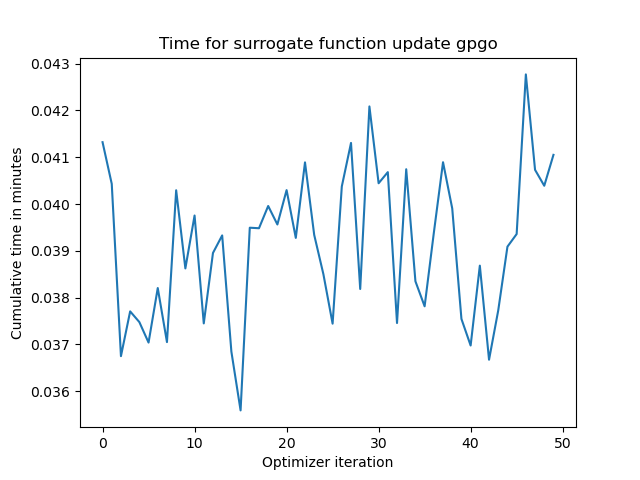 Time for surrogate function update gpgo
Cumulative time in minutes
0.043
0.042
0.041
0.040
0.039
0.038
0.037
0.036
0 10 20 30 40 50
Optimizer iteration